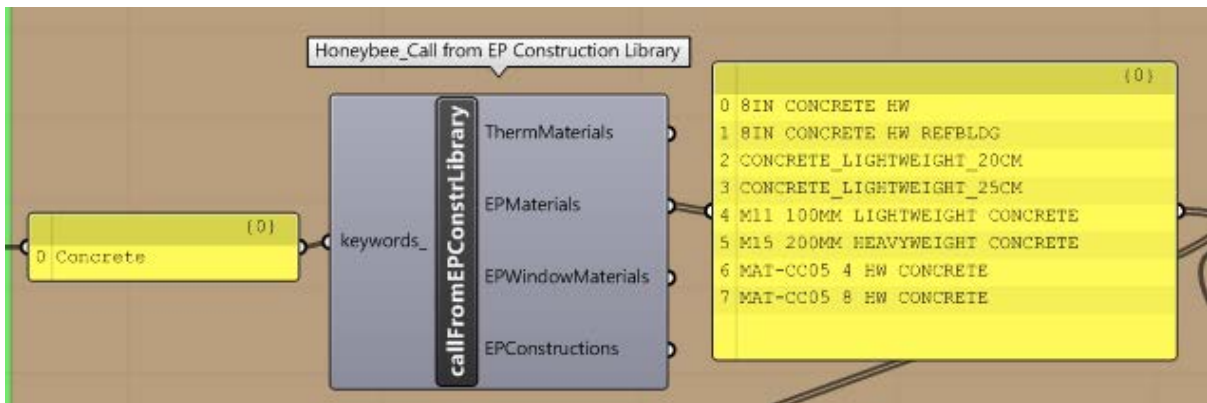 Honeybee_Call from EP Construction Library
{0}
0 Concrete
keywords_
callFromEPConstrLibrary
ThermMaterials
EPMaterials
EPWindowMaterials
EPConstructions
{0}
0 8IN CONCRETE HW
1 8IN CONCRETE HW REFBLDG
2 CONCRETE_LIGHTWEIGHT_20CM
3 CONCRETE_LIGHTWEIGHT_25CM
4 M11 100MM LIGHTWEIGHT CONCRETE
5 M15 200MM HEAVYWEIGHT CONCRETE
6 MAT-CC05 4 HW CONCRETE
7 MAT-CC05 8 HW CONCRETE